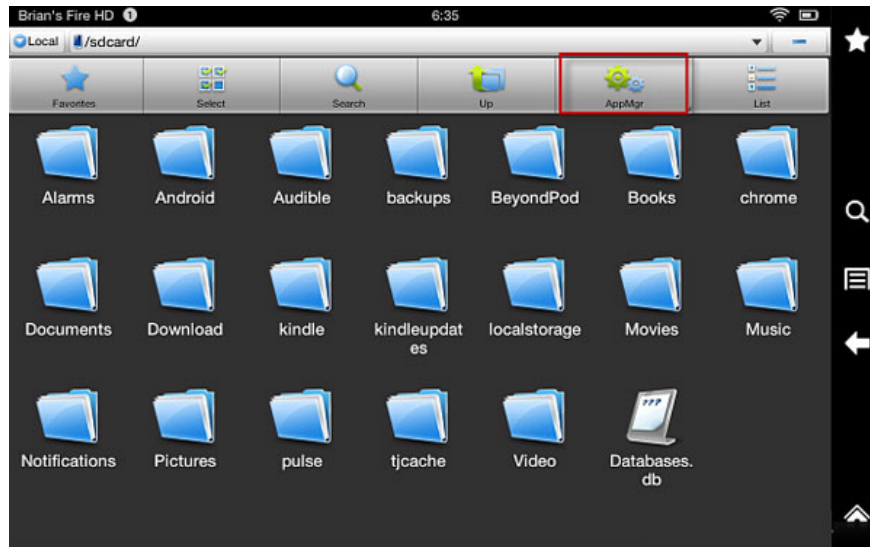 Brian's Fire HD 1 6:35
Local /sdcard/
Favorites Select Search Up AppMgr List
Alarms Android Audible backups BeyondPod Books chrome
Documents Download kindle kindleupdat localstorage Movies Music
es
Notifications Pictures pulse tjcache Video Databases.
db
???